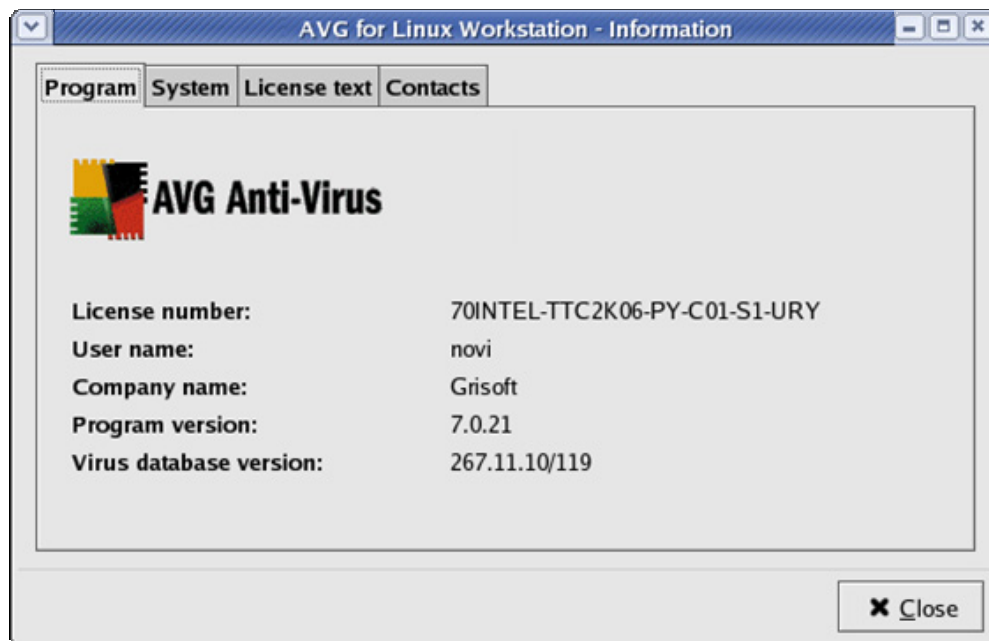 AVG for Linux Workstation - Information
Program System License text Contacts
AVG Anti-Virus
License number: 70INTEL-TTC2K06-PY-C01-S1-URY
User name: novi
Company name: Grisoft
Program version: 7.0.21
Virus database version: 267.11.10/119
Close